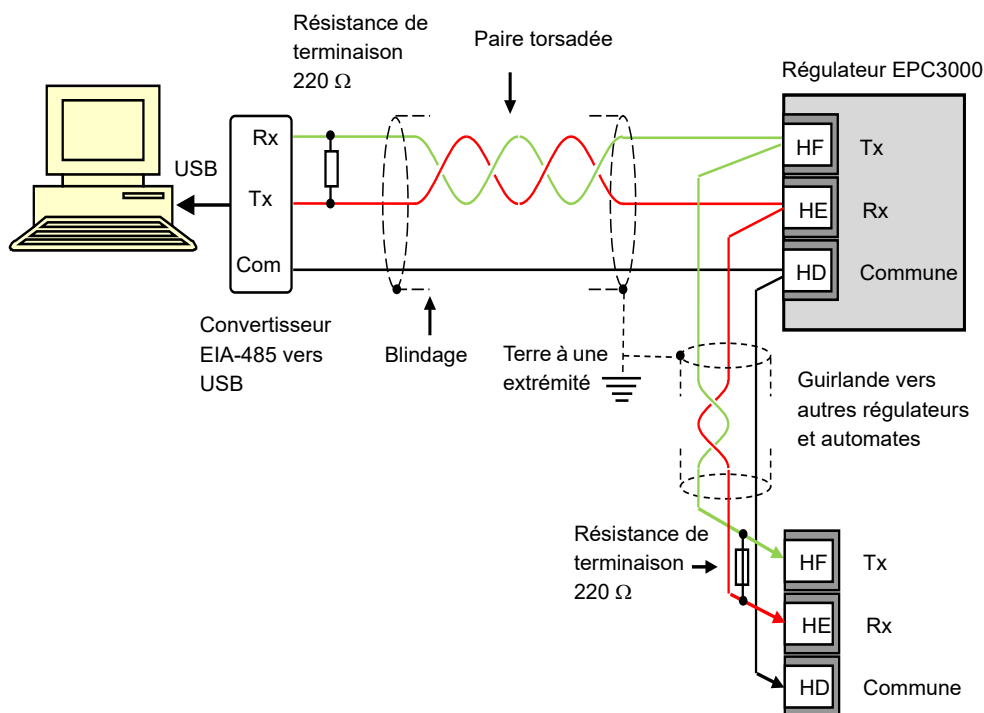 Résistance de
terminaison
220 Ω
Paire torsadée
Régulateur EPC3000
USB
Rx
Tx
Com
HF
Tx
HE
Rx
HD
Commune
Convertisseur
EIA-485 vers
USB
Blindage
Terre à une
extrémité
Guirlande vers
autres régulateurs
et automates
Résistance de
terminaison
220 Ω
HF
Tx
HE
Rx
HD
Commune